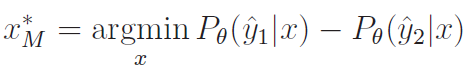 x*_M = argmin_x P_θ(ŷ_1|x) − P_θ(ŷ_2|x)